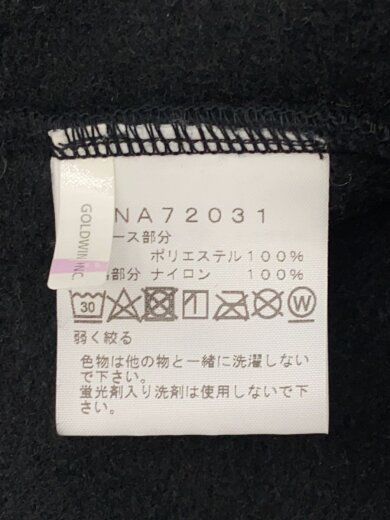 GOLDWIN INC.
NA72031
ース部分
ポリエステル 100%
部分 ナイロン 100%
30
W
弱く絞る
色物は他の物と一緒に洗濯しない
で下さい。
蛍光剤入り洗剤は使用しないで下
さい。